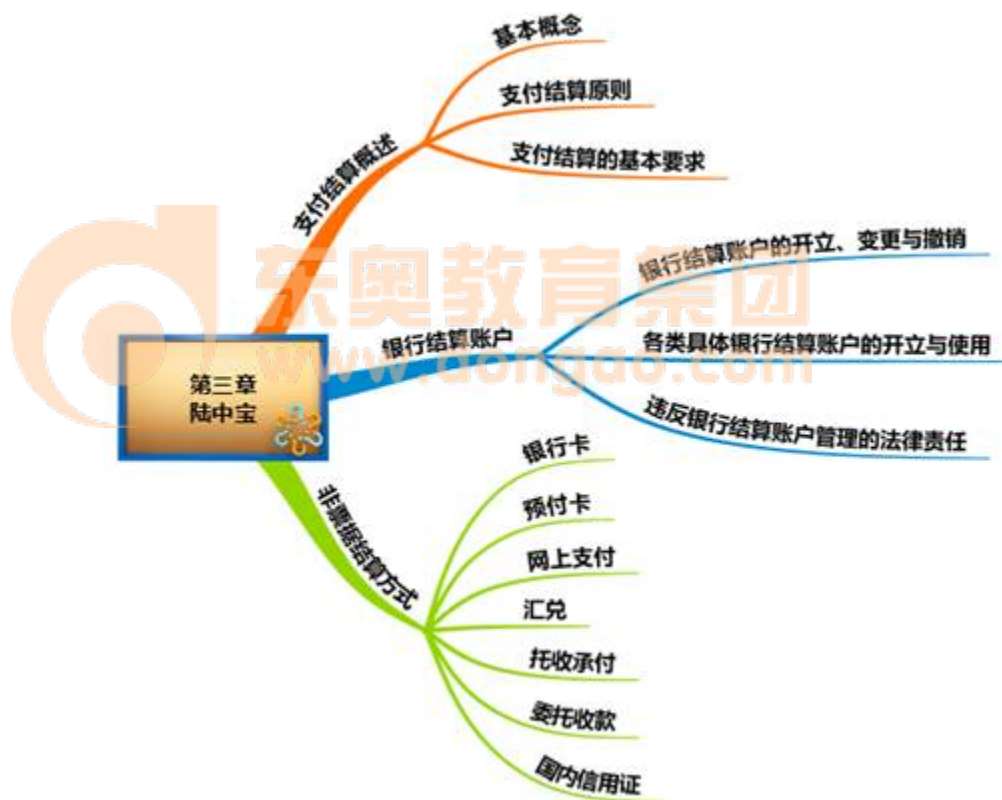 基本概念
支付结算原则
支付结算的基本要求
支付结算概述
东奥教育集团
www.dongao.com
银行结算账户的开立、变更与撤销
银行结算账户
各类具体银行结算账户的开立与使用
违反银行结算账户管理的法律责任
第三章
陆中宝
非票据结算方式
银行卡
预付卡
网上支付
汇兑
托收承付
委托收款
国内信用证